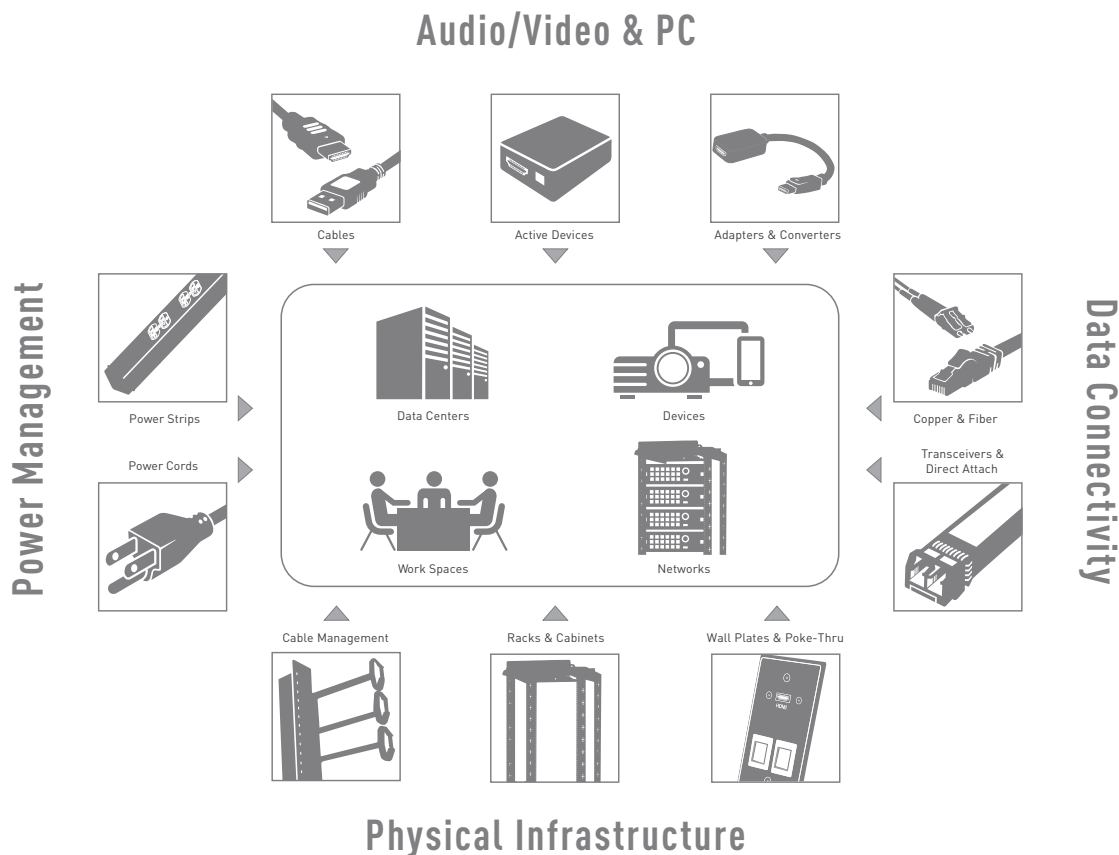 Audio/Video & PC
Cables
Active Devices
Adapters & Converters
Power Management
Power Strips
Power Cords
Data Centers
Devices
Work Spaces
Networks
Copper & Fiber
Transceivers &
Direct Attach
Data Connectivity
Cable Management
Racks & Cabinets
Wall Plates & Poke-Thru
HDMI
Physical Infrastructure